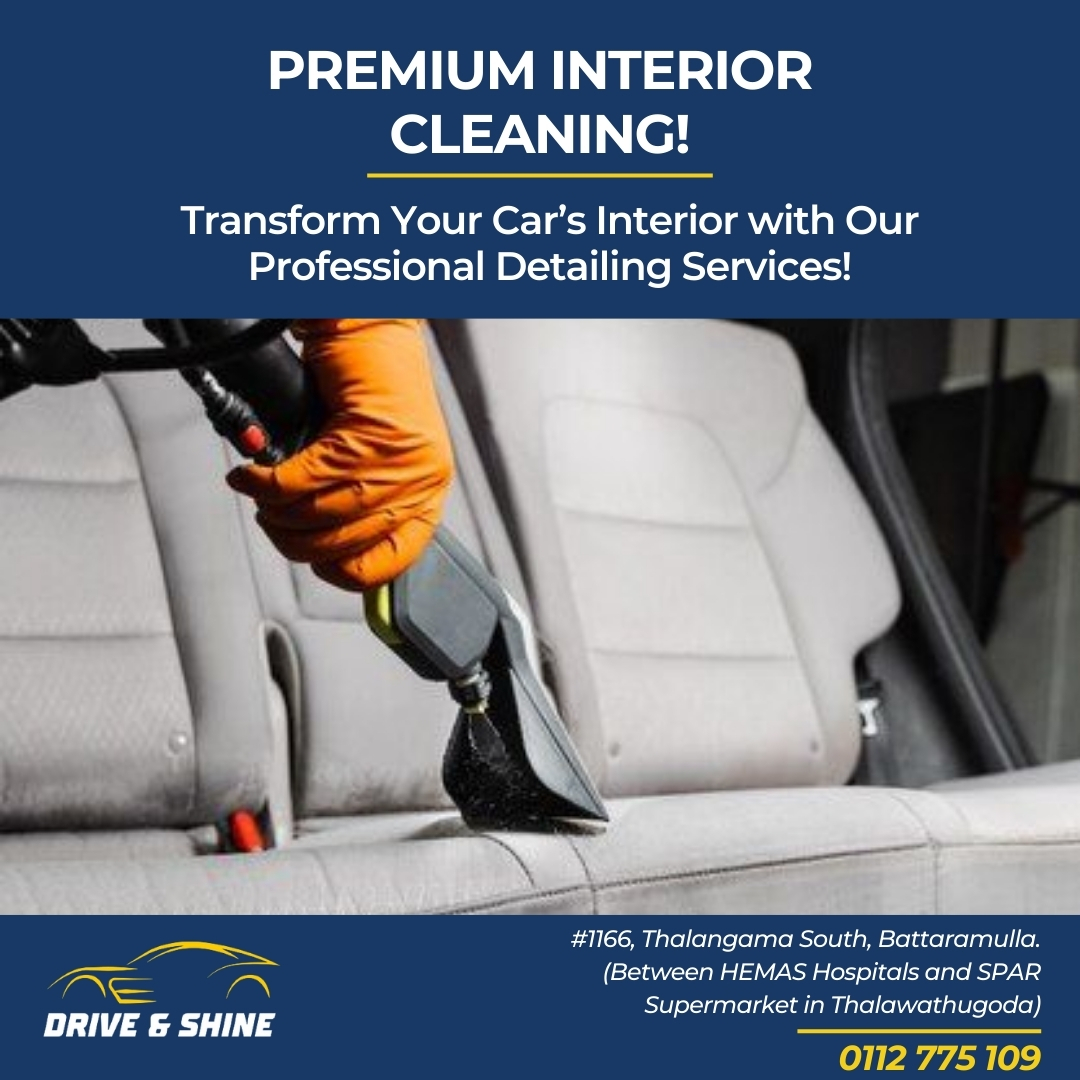 PREMIUM INTERIOR
CLEANING!
Transform Your Car’s Interior with Our
Professional Detailing Services!
DRIVE & SHINE
#1166, Thalangama South, Battaramulla.
(Between HEMAS Hospitals and SPAR
Supermarket in Thalawathugoda)
0112 775 109